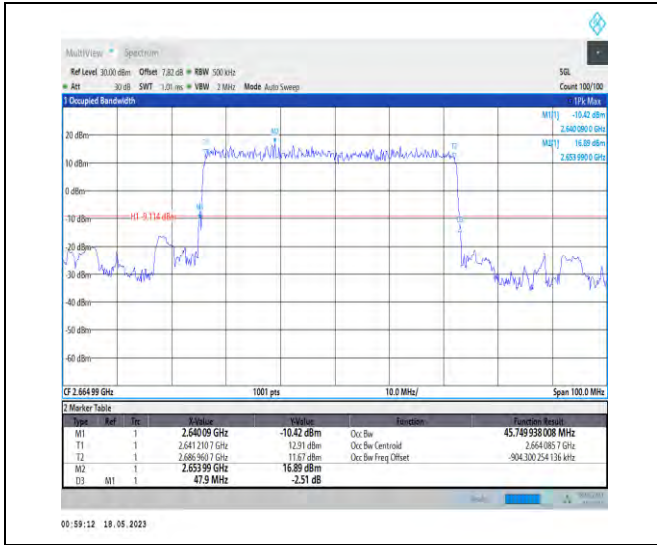 MultiView Spectrum
Ref Level 30.00 dBm Offset 7.82 dB RBW 500 kHz SGL
Att 30 dB SWT 1.01 ms VBW 2 MHz Mode Auto Sweep Count 100/100
1 Occupied Bandwidth 1Pk Max
M1[1] -10.42 dBm
2.640 090 0 GHz
M2[1] 16.89 dBm
2.653 990 0 GHz
20 dBm
10 dBm
0 dBm
-10 dBm
H1 -9.114 dBm
-20 dBm
-30 dBm
-40 dBm
-50 dBm
-60 dBm
T1
M2
T2
M1
CF 2.664 99 GHz 1001 pts 10.0 MHz/ Span 100.0 MHz
2 Marker Table
Type Ref Trc X-Value Y-Value Function Function Result
M1 1 2.640 09 GHz -10.42 dBm Occ Bw 45.749 938 008 MHz
T1 1 2.641 210 7 GHz 12.91 dBm Occ Bw Centroid 2.664 085 7 GHz
T2 1 2.686 960 7 GHz 11.67 dBm Occ Bw Freq Offset -904.300 254 136 kHz
M2 1 2.653 99 GHz 16.89 dBm
D3 M1 1 47.9 MHz -2.51 dB
00:59:12 18.05.2023